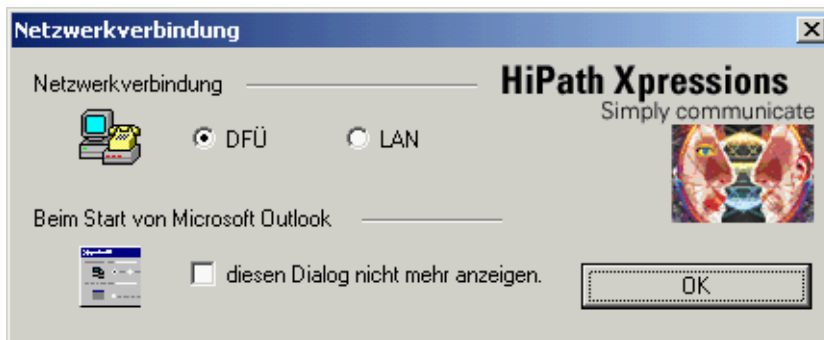 Netzwerkverbindung
Netzwerkverbindung
HiPath Xpressions
Simply communicate
DFÜ
LAN
Beim Start von Microsoft Outlook
diesen Dialog nicht mehr anzeigen.
OK